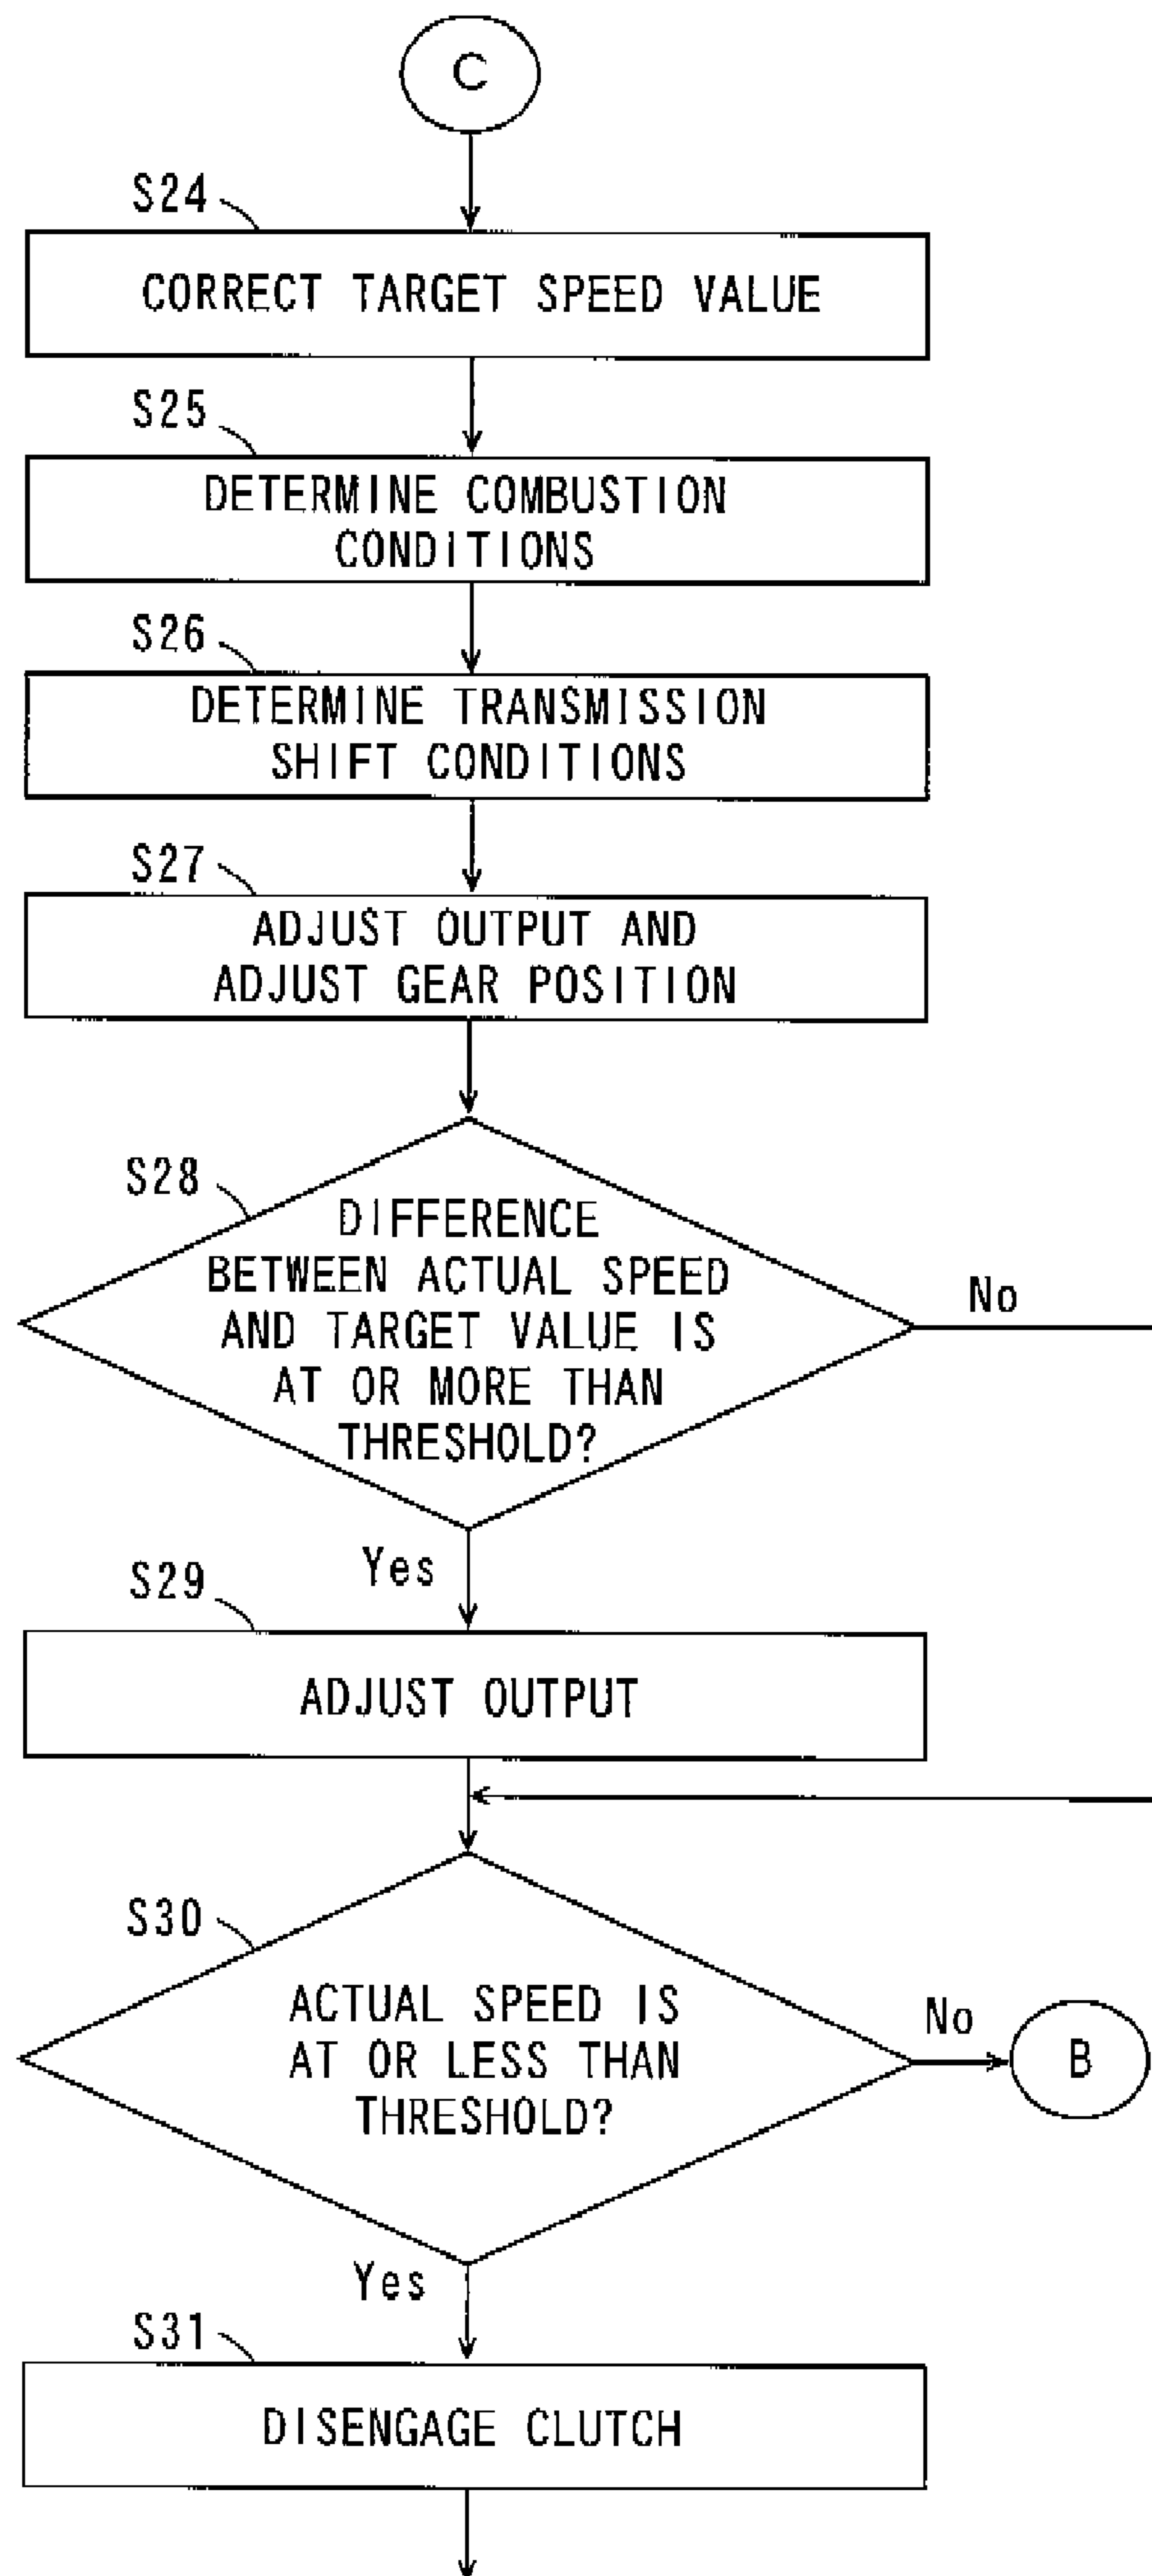 C
S24
CORRECT TARGET SPEED VALUE
S25
DETERMINE COMBUSTION
CONDITIONS
S26
DETERMINE TRANSMISSION
SHIFT CONDITIONS
S27
ADJUST OUTPUT AND
ADJUST GEAR POSITION
S28
DIFFERENCE
BETWEEN ACTUAL SPEED
AND TARGET VALUE IS
AT OR MORE THAN
THRESHOLD?
No
Yes
S29
ADJUST OUTPUT
S30
ACTUAL SPEED IS
AT OR LESS THAN
THRESHOLD?
No
B
Yes
S31
DISENGAGE CLUTCH